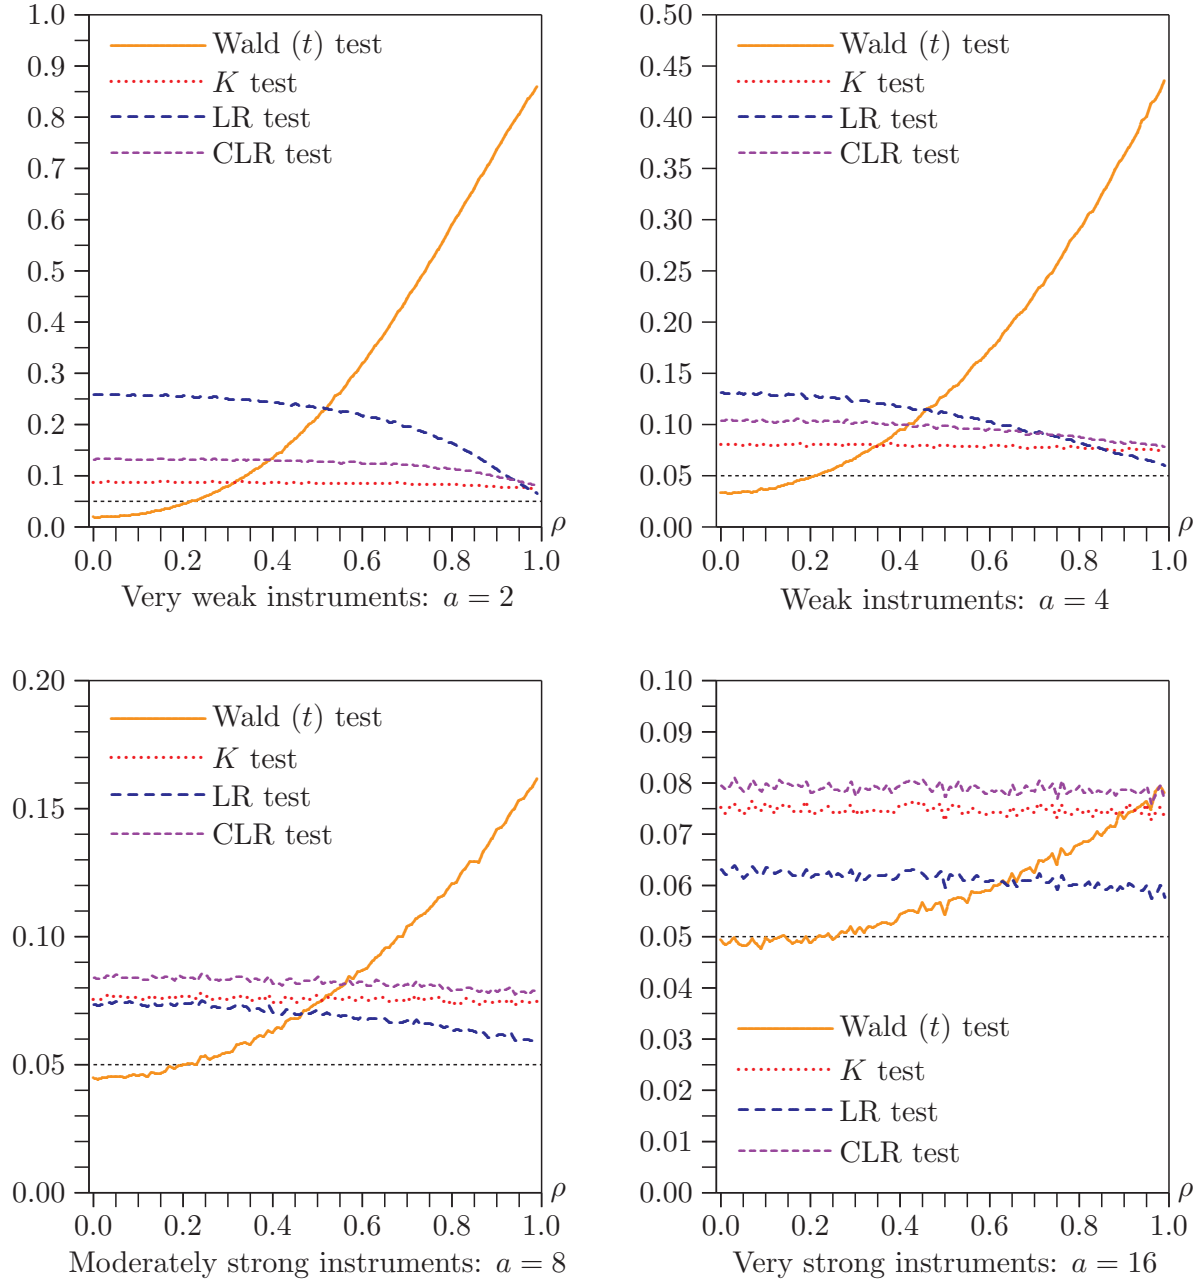 1.0
0.9
0.8
0.7
0.6
0.5
0.4
0.3
0.2
0.1
0.0
Wald (t) test
K test
LR test
CLR test
0.0 0.2 0.4 0.6 0.8 1.0
ρ
Very weak instruments: a = 2
0.50
0.45
0.40
0.35
0.30
0.25
0.20
0.15
0.10
0.05
0.00
Wald (t) test
K test
LR test
CLR test
0.0 0.2 0.4 0.6 0.8 1.0
ρ
Weak instruments: a = 4
0.20
0.15
0.10
0.05
0.00
Wald (t) test
K test
LR test
CLR test
0.0 0.2 0.4 0.6 0.8 1.0
ρ
Moderately strong instruments: a = 8
0.10
0.09
0.08
0.07
0.06
0.05
0.04
0.03
0.02
0.01
0.00
Wald (t) test
K test
LR test
CLR test
0.0 0.2 0.4 0.6 0.8 1.0
ρ
Very strong instruments: a = 16